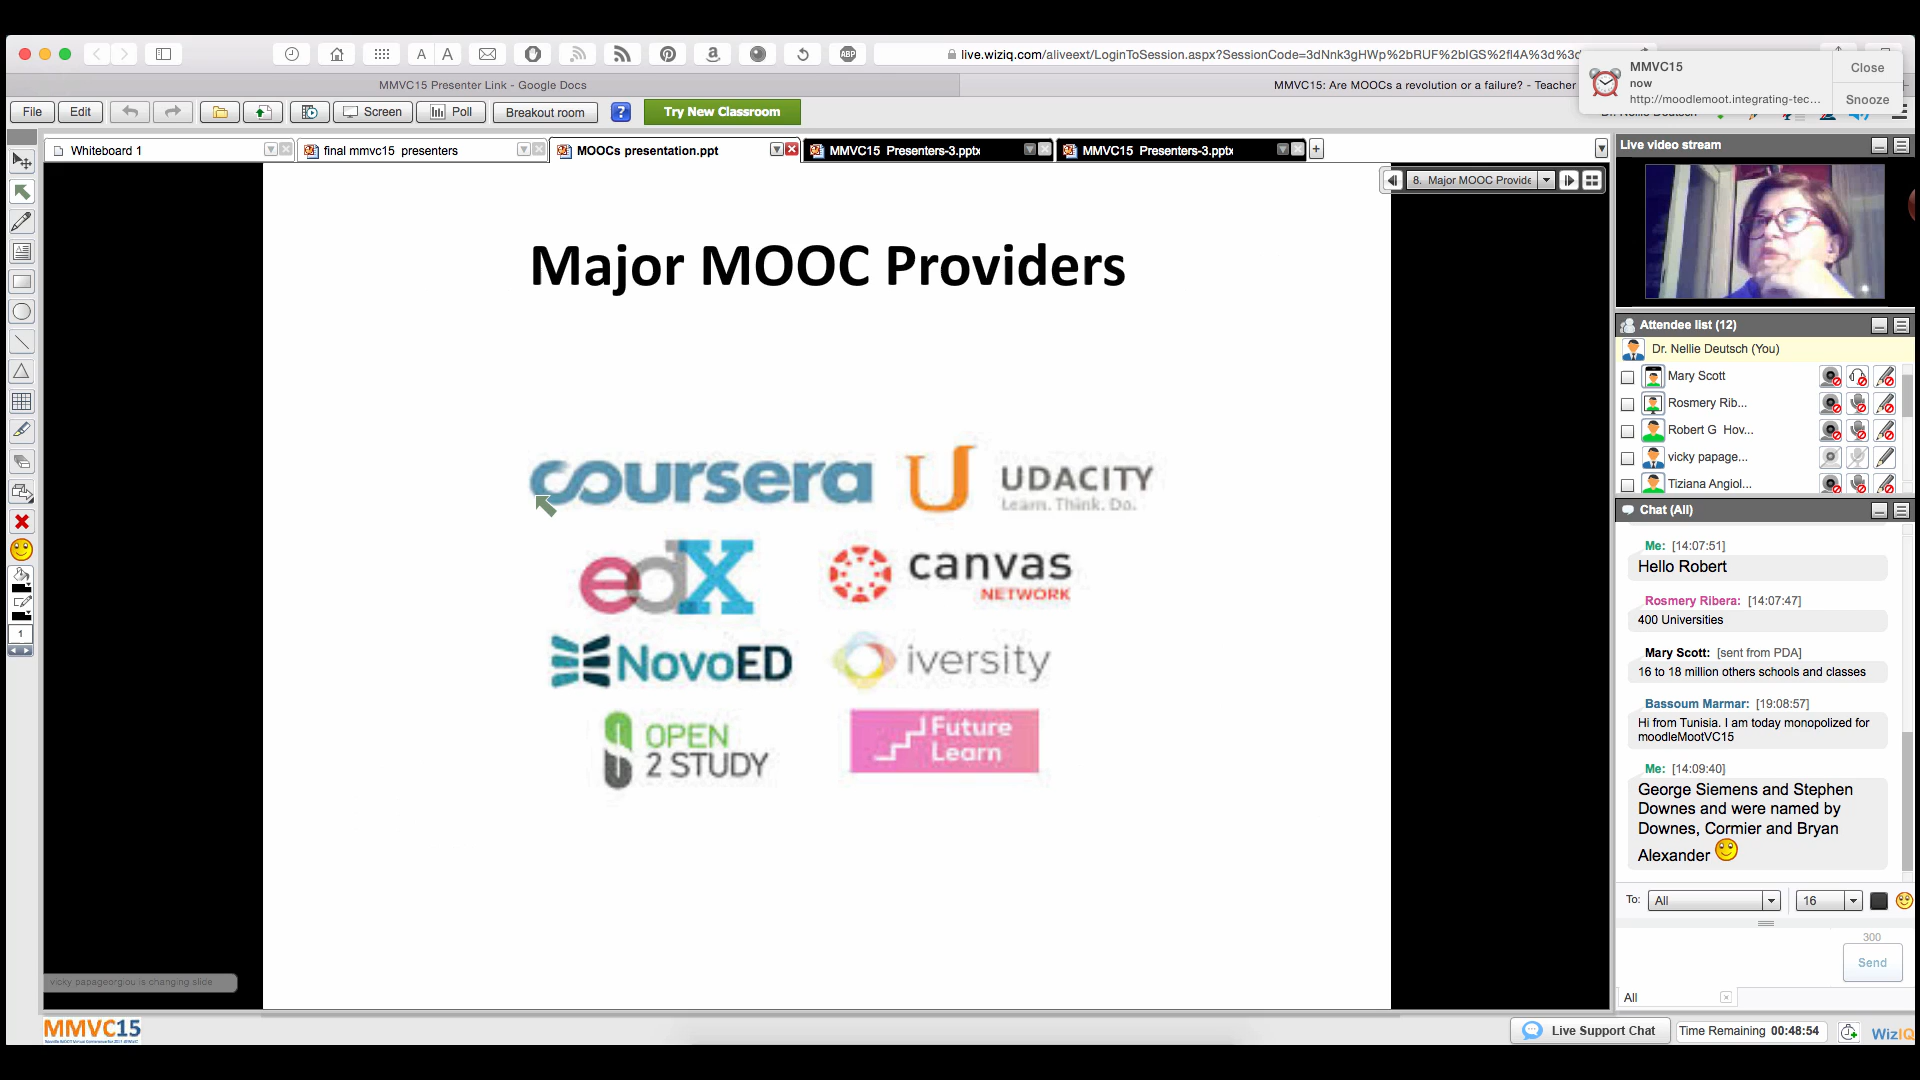 live.wiziq.com/aliveext/LoginToSession.aspx?SessionCode=3dNnk3gHWp%2bRUF%2bIGS%2fl4A%3d%3d
A A
ABP
MMVC15 Presenter Link - Google Docs
MMVC15: Are MOOCs a revolution or a failure? - Teacher
MMVC15
now
http://moodlemoot.integrating-tec...
Close
Snooze
File
Edit
Screen
Poll
Breakout room
?
Try New Classroom
Whiteboard 1
final mmvc15 presenters
MOOCs presentation.ppt
MMVC15 Presenters-3.pptx
MMVC15 Presenters-3.pptx
8. Major MOOC Provide
Major MOOC Providers
coursera
U UDACITY
Learn. Think. Do.
edX
canvas
NETWORK
NovoED
iversity
OPEN
2 STUDY
Future
Learn
1
vicky papageorgiou is changing slide
MMVC15
Live video stream
Attendee list (12)
Dr. Nellie Deutsch (You)
Mary Scott
Rosmery Rib...
Robert G Hov...
vicky papage...
Tiziana Angiol...
Chat (All)
Me: [14:07:51]
Hello Robert
Rosmery Ribera: [14:07:47]
400 Universities
Mary Scott: [sent from PDA]
16 to 18 million others schools and classes
Bassoum Marmar: [19:08:57]
Hi from Tunisia. I am today monopolized for
moodleMootVC15
Me: [14:09:40]
George Siemens and Stephen
Downes and were named by
Downes, Cormier and Bryan
Alexander
To: All
16
300
Send
All
Live Support Chat
Time Remaining 00:48:54
WizIQ